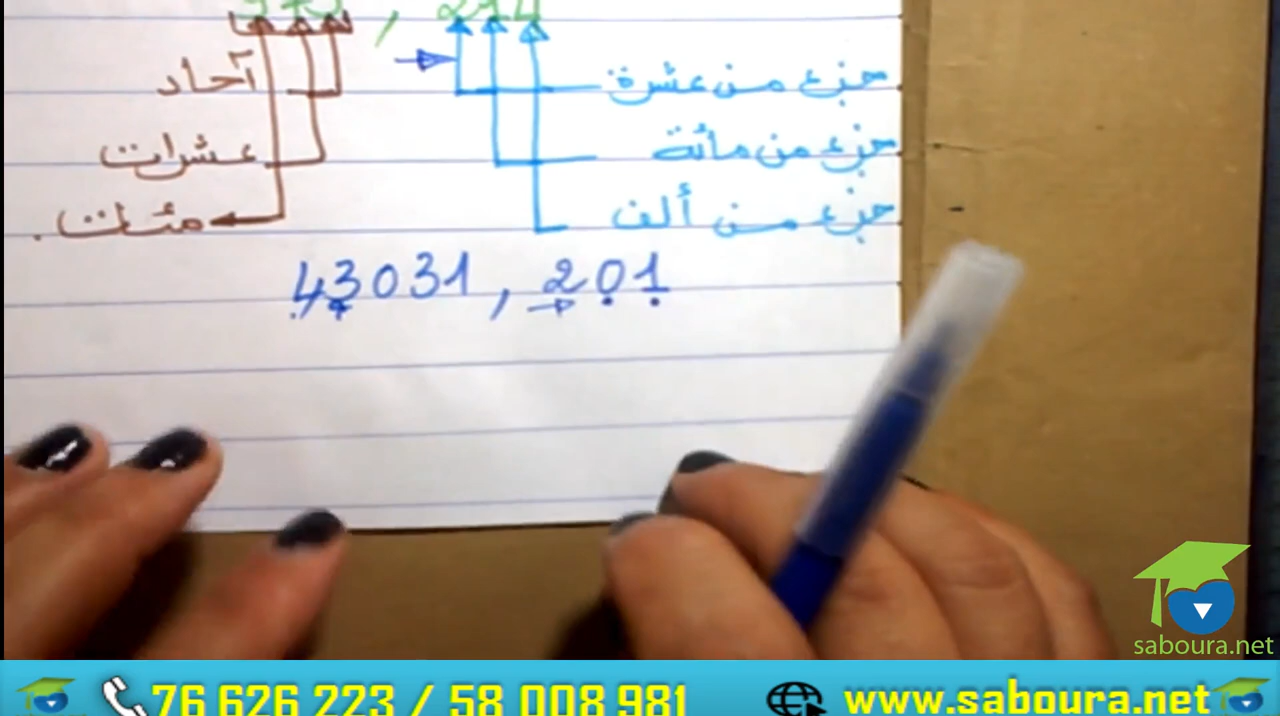 آحاد جزء من عشرة
عشرات جزء من مائة
مئات جزء من ألف
43031, 201
saboura.net
76 626 223 / 58 008 981 www.saboura.net